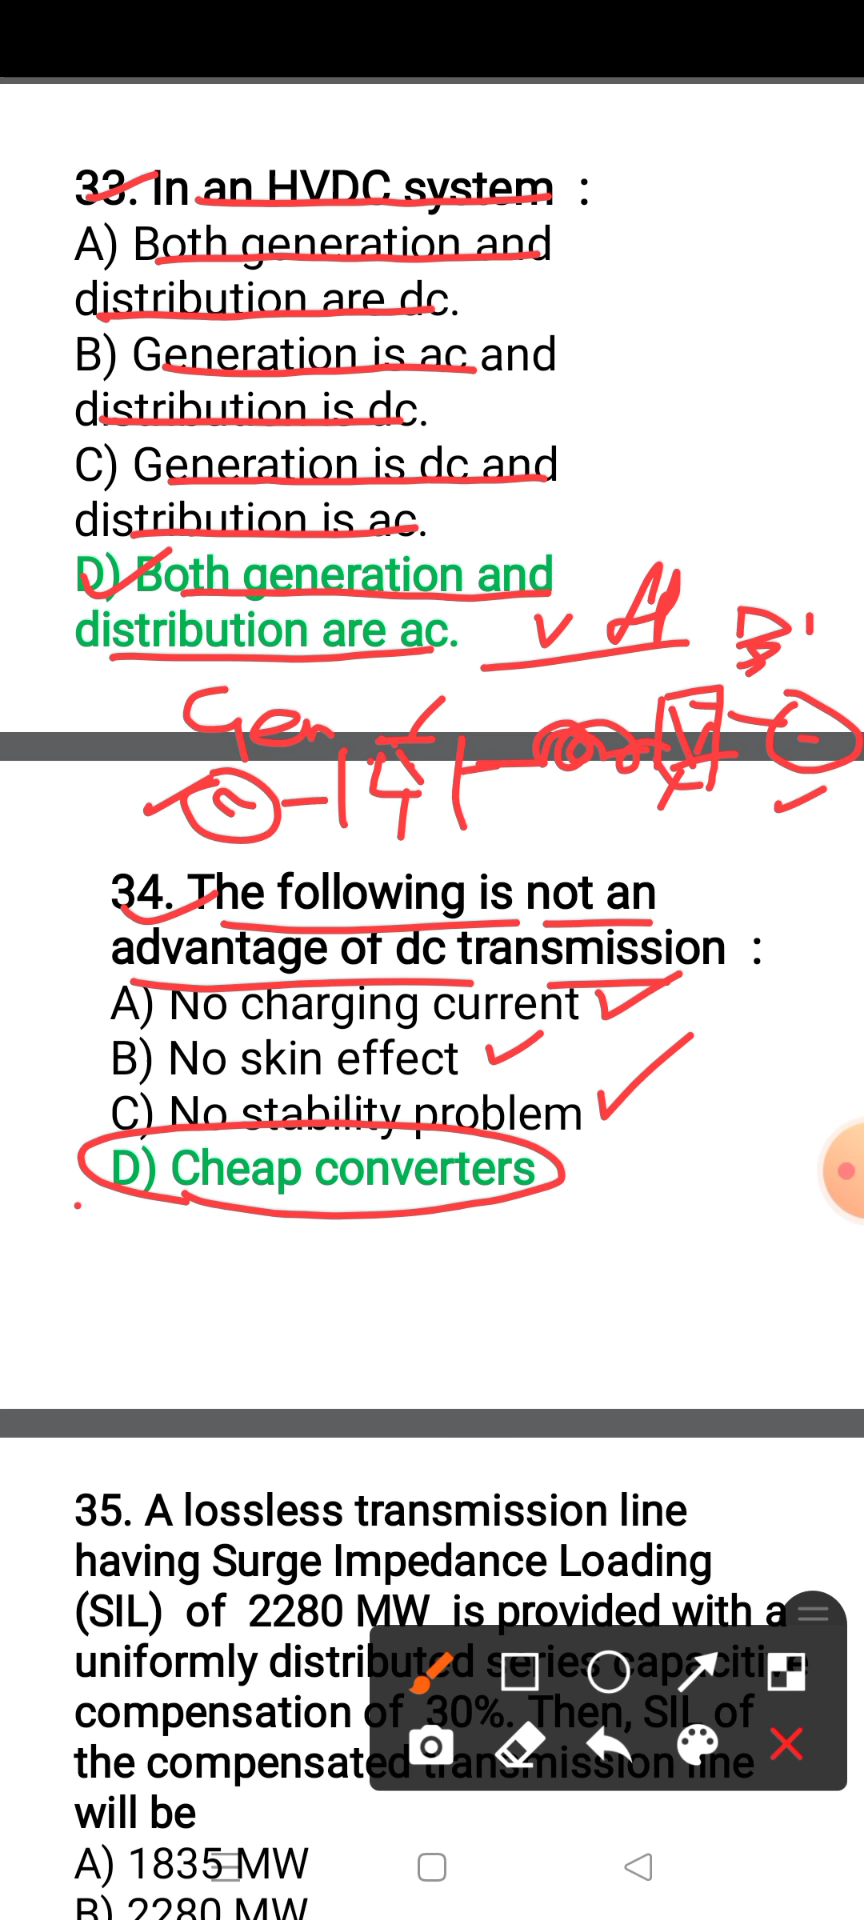 33. In an HVDC system :
A) Both generation and
distribution are dc.
B) Generation is ac and
distribution is dc.
C) Generation is dc and
distribution is ac.
D) Both generation and
distribution are ac.
Gen
34. The following is not an
advantage of dc transmission :
A) No charging current
B) No skin effect
C) No stability problem
D) Cheap converters
35. A lossless transmission line
having Surge Impedance Loading
(SIL) of 2280 MW is provided with a
uniformly distributed series capacitive
compensation of 30%. Then, SIL of
the compensated transmission line
will be
A) 1835 MW
B) 2280 MW